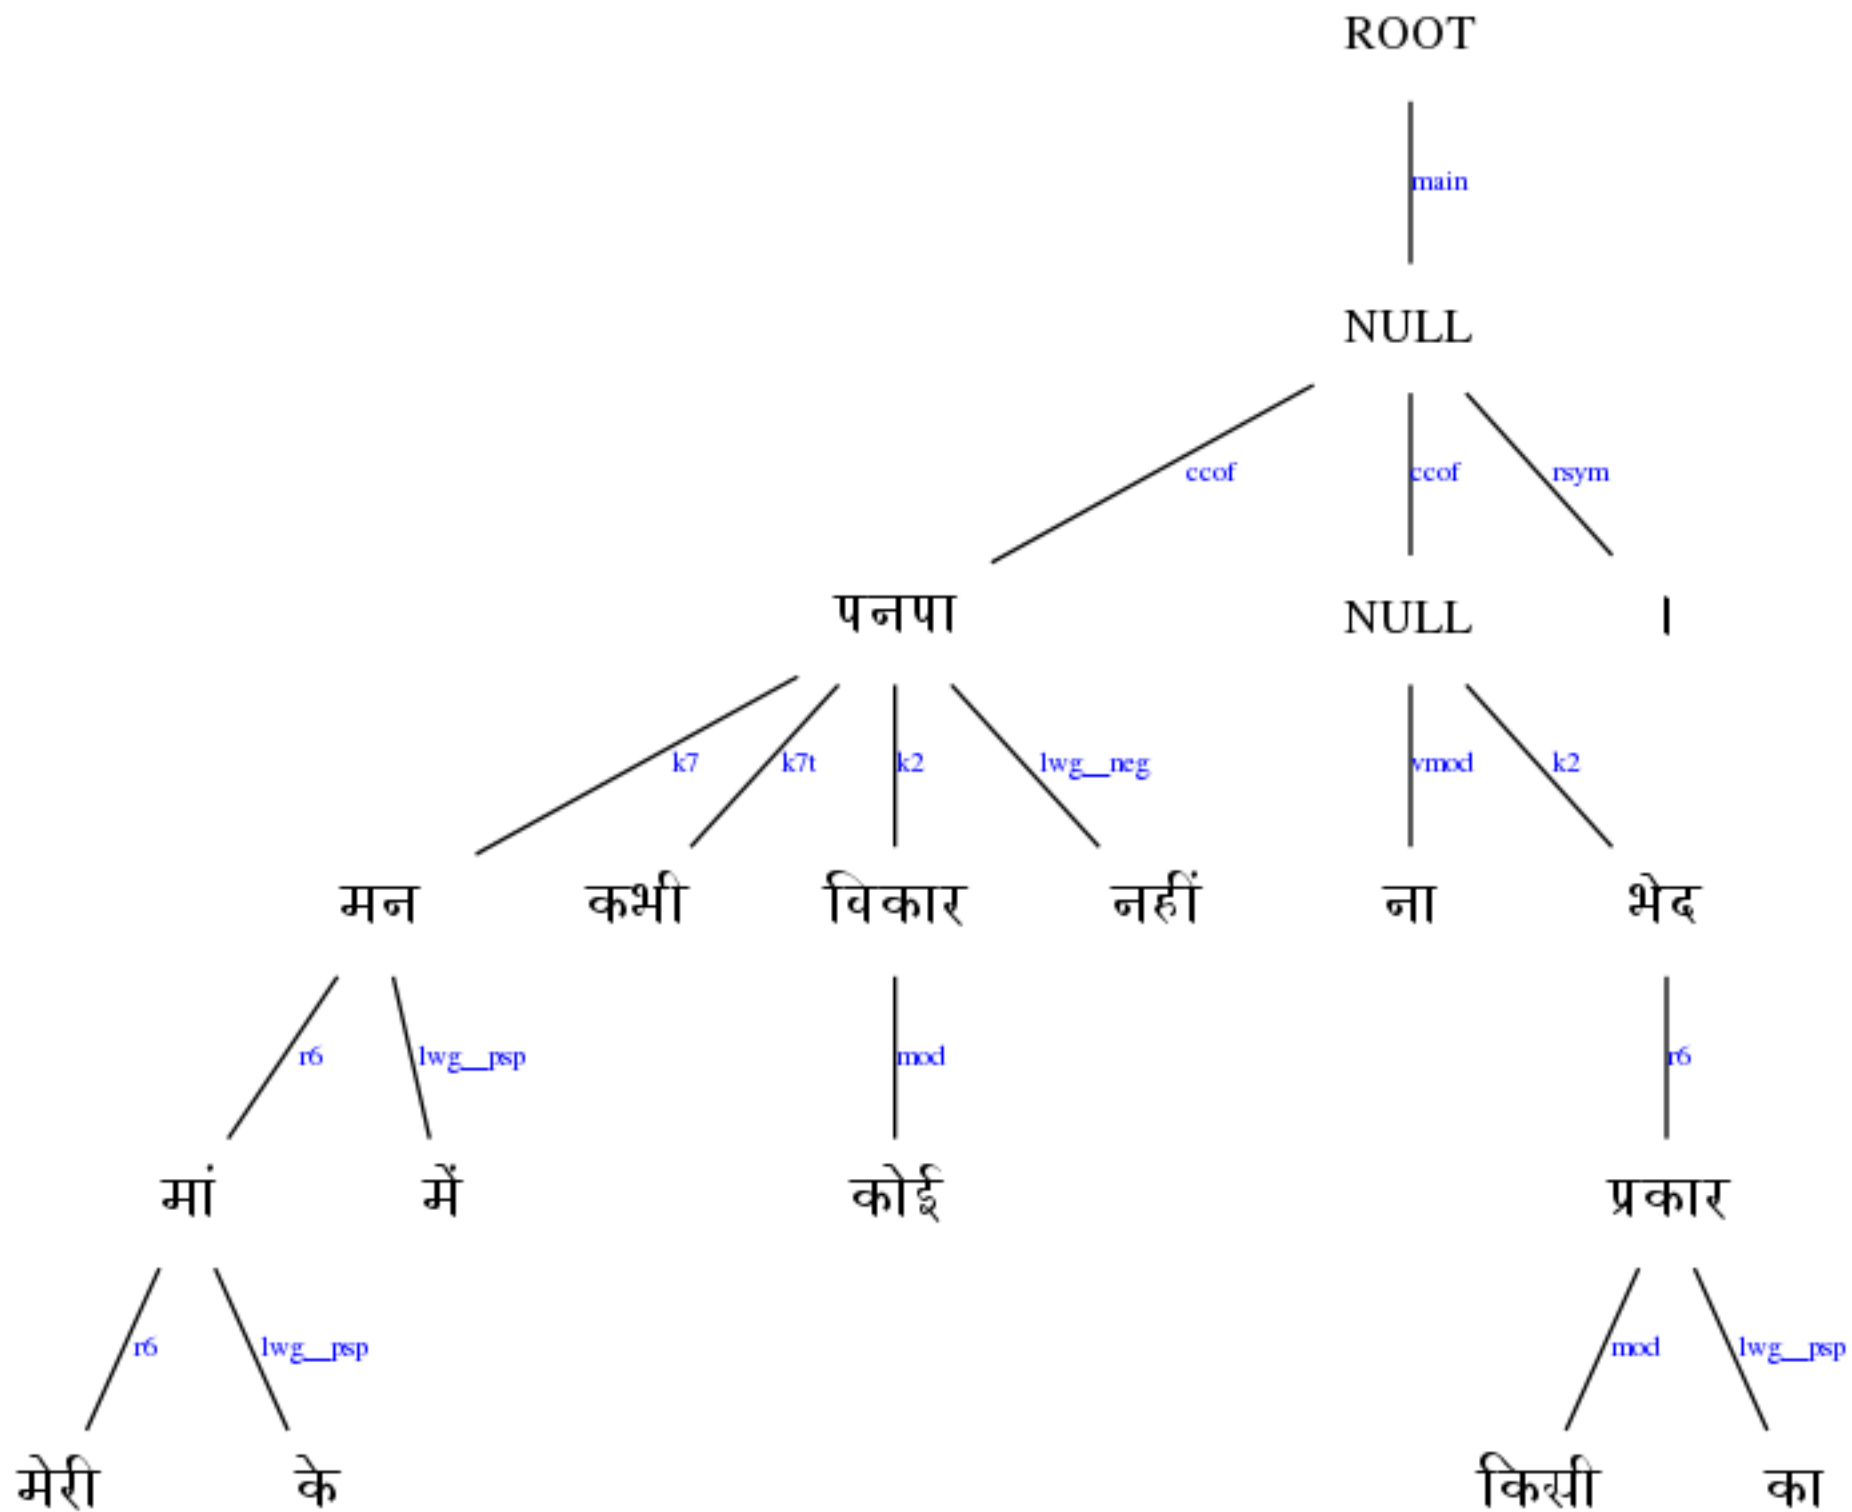 ROOT
main
NULL
ccof ccof rsym
पनपा NULL ।
k7 k7t k2 lwg__neg vmod k2
मन कभी विकार नहीं ना भेद
r6 lwg__psp mod r6
मां में कोई प्रकार
r6 lwg__psp mod lwg__psp
मेरी के किसी का